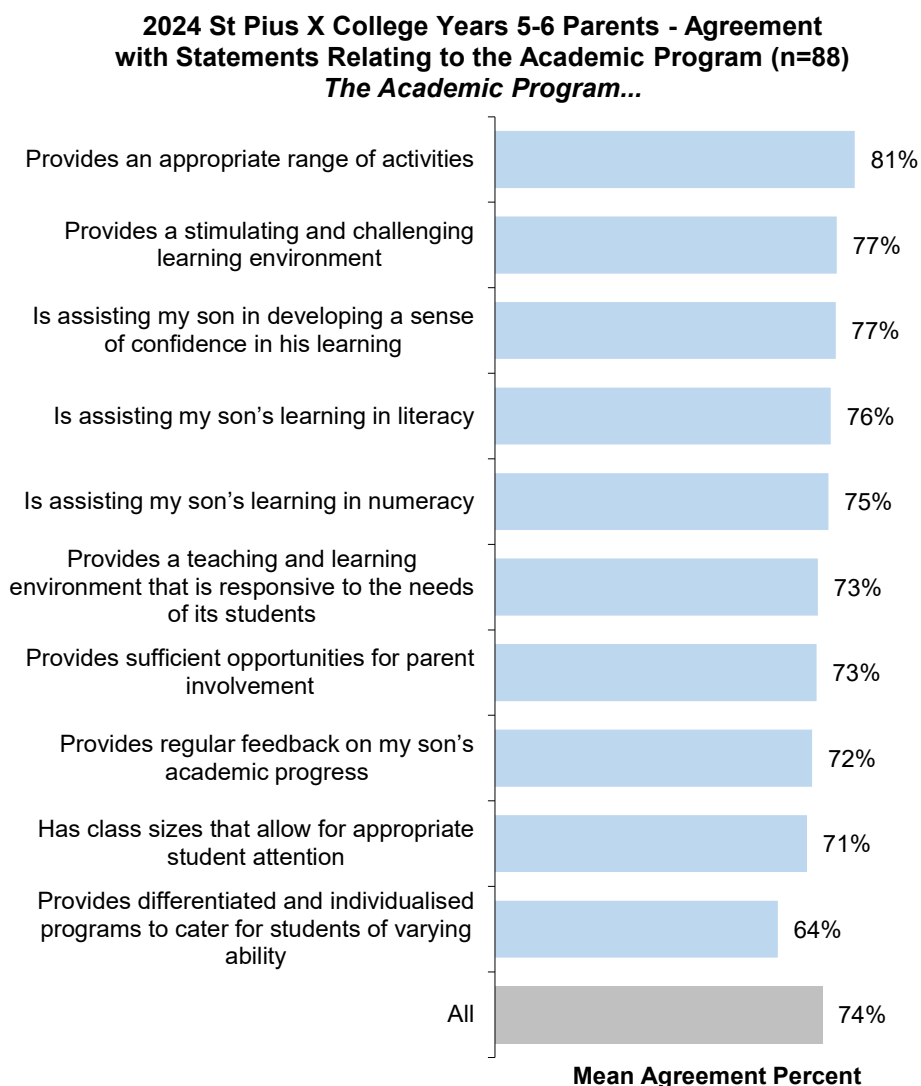 2024 St Pius X College Years 5-6 Parents - Agreement
with Statements Relating to the Academic Program (n=88)
The Academic Program...
Provides an appropriate range of activities
81%
Provides a stimulating and challenging
learning environment
77%
Is assisting my son in developing a sense
of confidence in his learning
77%
Is assisting my son’s learning in literacy
76%
Is assisting my son’s learning in numeracy
75%
Provides a teaching and learning
environment that is responsive to the needs
of its students
73%
Provides sufficient opportunities for parent
involvement
73%
Provides regular feedback on my son’s
academic progress
72%
Has class sizes that allow for appropriate
student attention
71%
Provides differentiated and individualised
programs to cater for students of varying
ability
64%
All
74%
Mean Agreement Percent